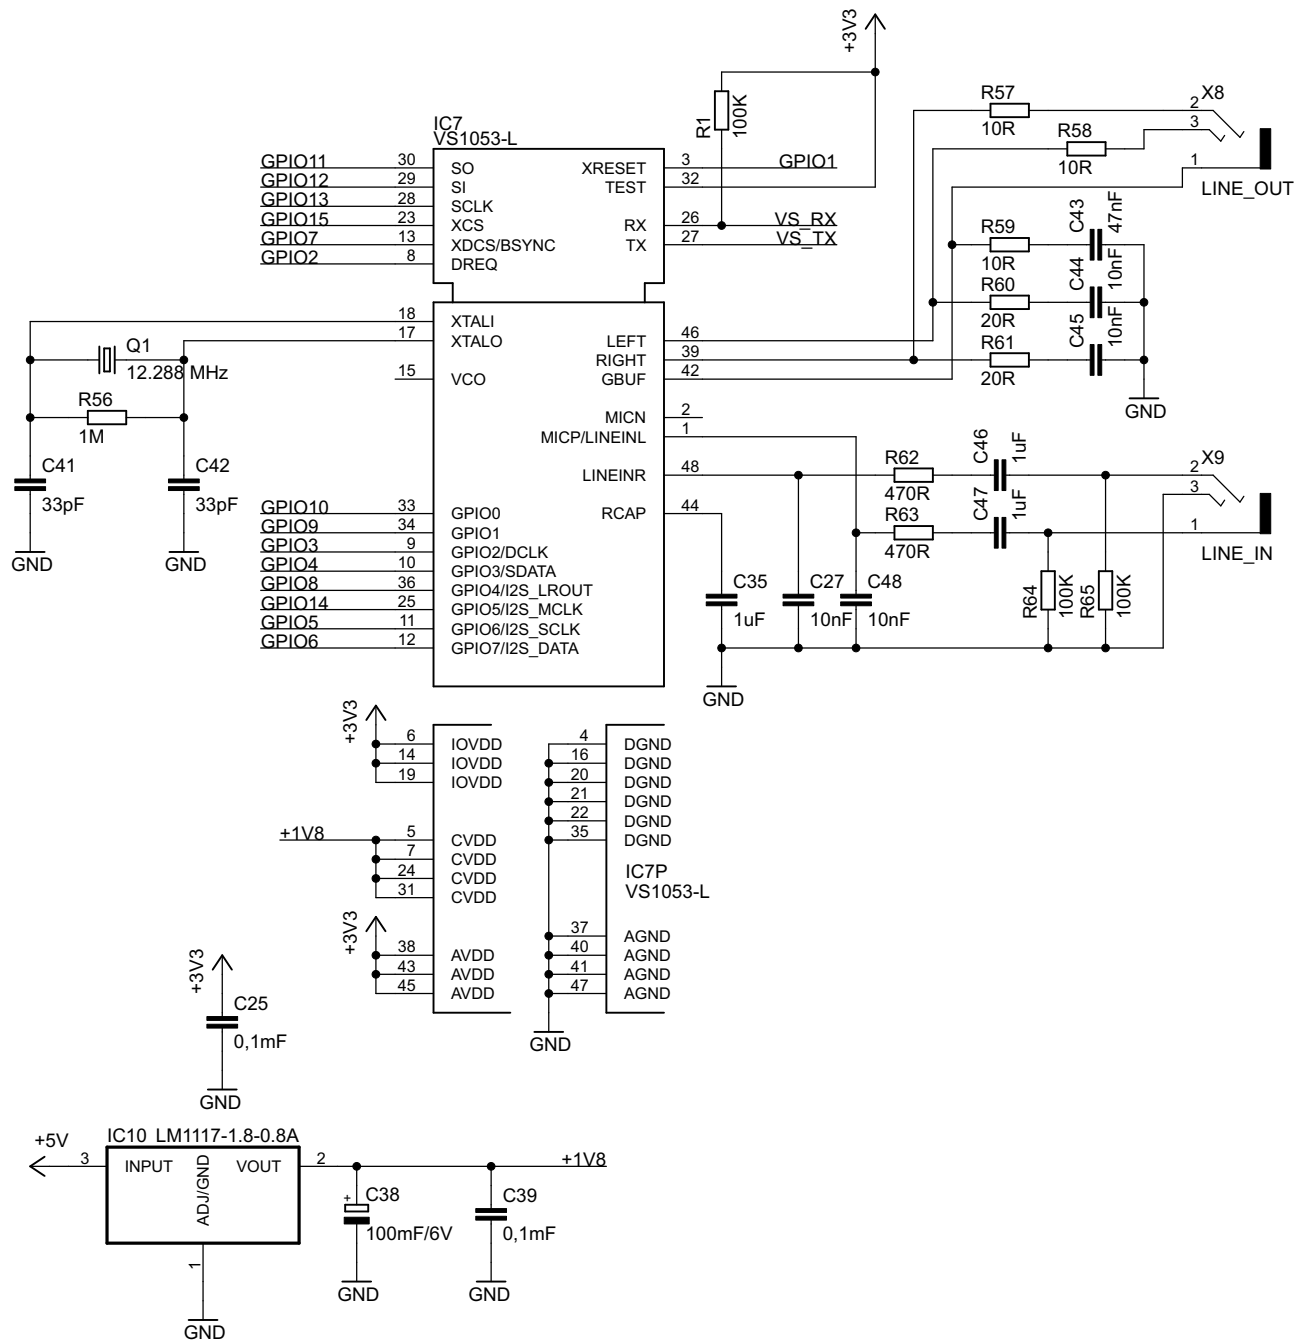 +3V3
R1
100K
IC7
VS1053-L
GPIO11 30 SO
GPIO12 29 SI
GPIO13 28 SCLK
GPIO15 23 XCS
GPIO7 13 XDCS/BSYNC
GPIO2 8 DREQ
XRESET 3 GPIO1
TEST 32
RX 26 VS_RX
TX 27 VS_TX
R57
10R
R58
10R
2
3
1
X8
LINE_OUT
R59
10R
C43
47nF
R60
20R
C44
10nF
R61
20R
C45
10nF
GND
18 XTALI
17 XTALO
15 VCO
Q1
12.288 MHz
R56
1M
C41
33pF
GND
C42
33pF
GND
LEFT 46
RIGHT 39
GBUF 42
MICN 2
MICP/LINEINL 1
LINEINR 48
RCAP 44
GPIO10 33 GPIO0
GPIO9 34 GPIO1
GPIO3 9 GPIO2/DCLK
GPIO4 10 GPIO3/SDATA
GPIO8 36 GPIO4/I2S_LROUT
GPIO14 25 GPIO5/I2S_MCLK
GPIO5 11 GPIO6/I2S_SCLK
GPIO6 12 GPIO7/I2S_DATA
R62
470R
C46
1uF
R63
470R
C47
1uF
2
3
1
X9
LINE_IN
C35
1uF
C27
10nF
C48
10nF
R64
100K
R65
100K
GND
+3V3
6 IOVDD
14 IOVDD
19 IOVDD
+1V8
5 CVDD
7 CVDD
24 CVDD
31 CVDD
+3V3
38 AVDD
43 AVDD
45 AVDD
4 DGND
16 DGND
20 DGND
21 DGND
22 DGND
35 DGND
IC7P
VS1053-L
37 AGND
40 AGND
41 AGND
47 AGND
GND
+3V3
C25
0,1mF
GND
IC10 LM1117-1.8-0.8A
+5V
3
INPUT
ADJ/GND
VOUT
2
+1V8
1
GND
+
C38
100mF/6V
GND
C39
0,1mF
GND